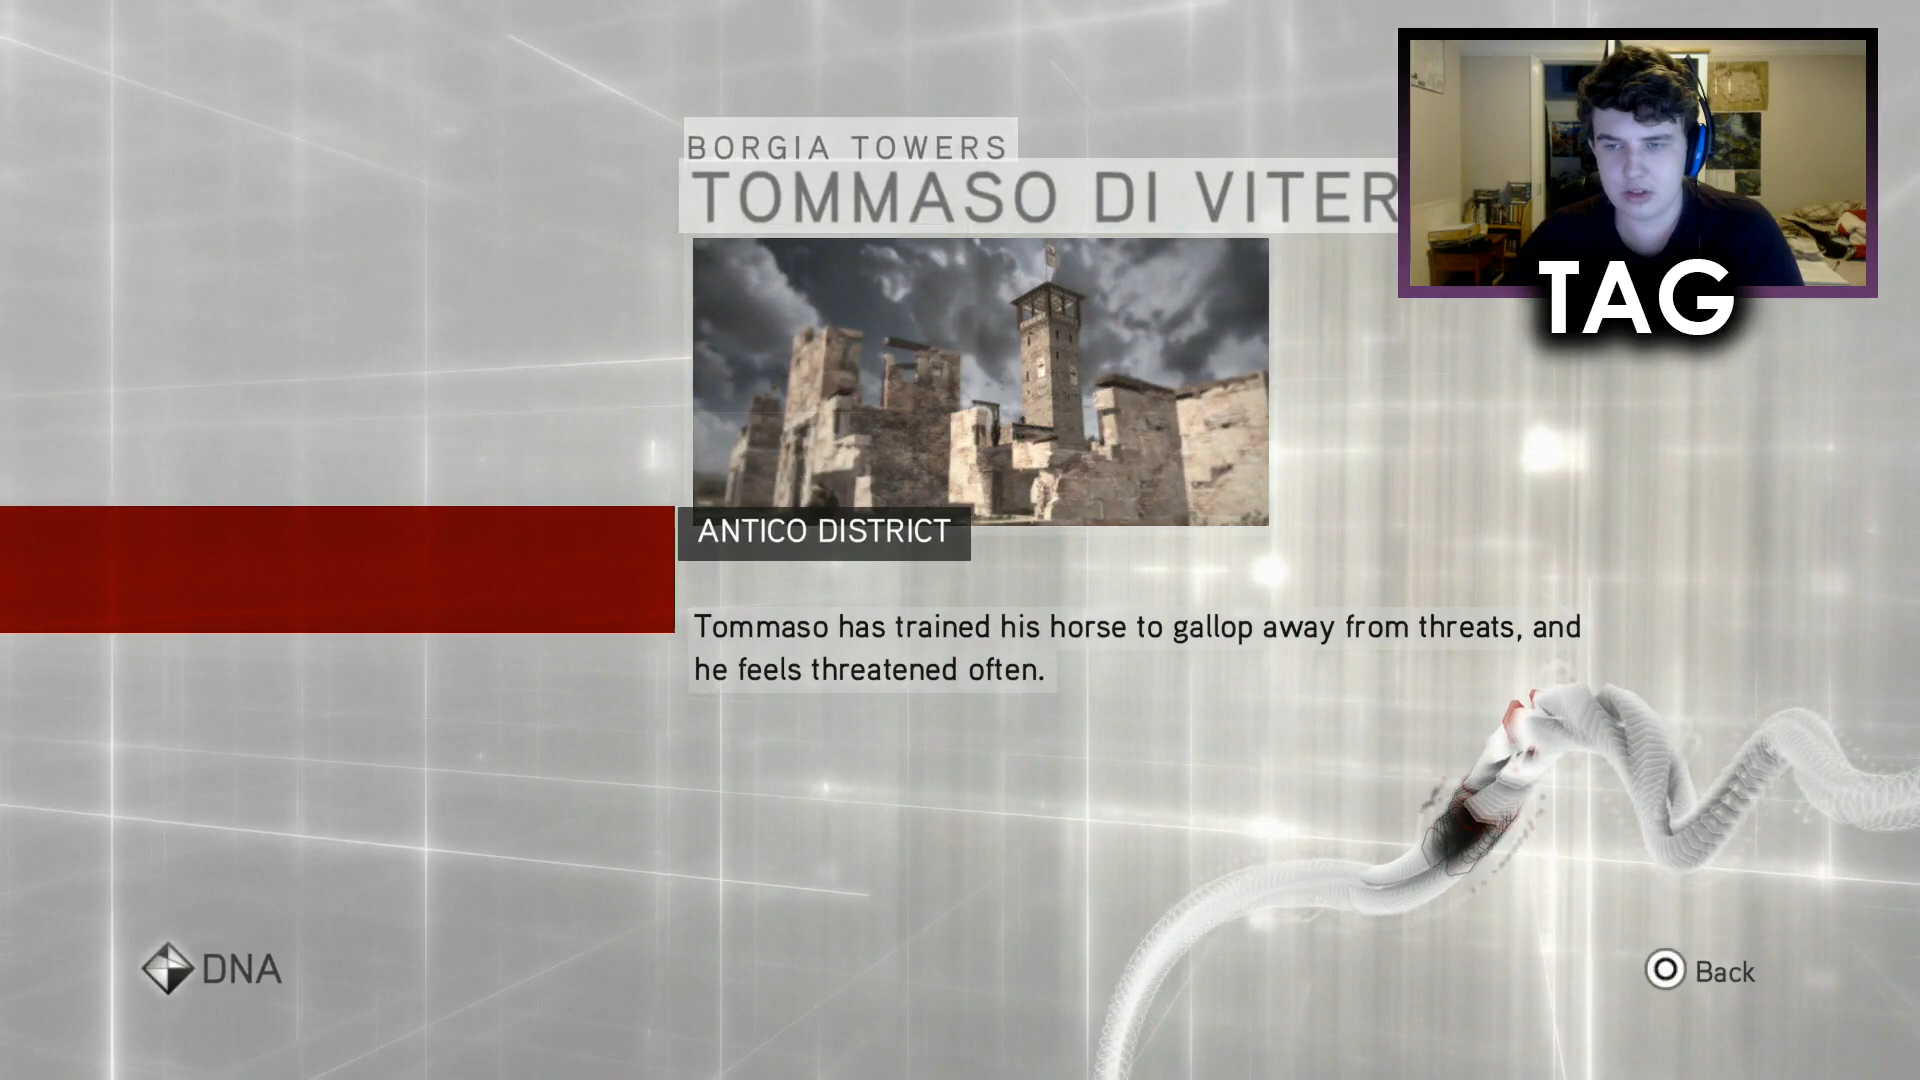 BORGIA TOWERS
TOMMASO DI VITER
TAG
ANTICO DISTRICT
Tommaso has trained his horse to gallop away from threats, and
he feels threatened often.
DNA
Back